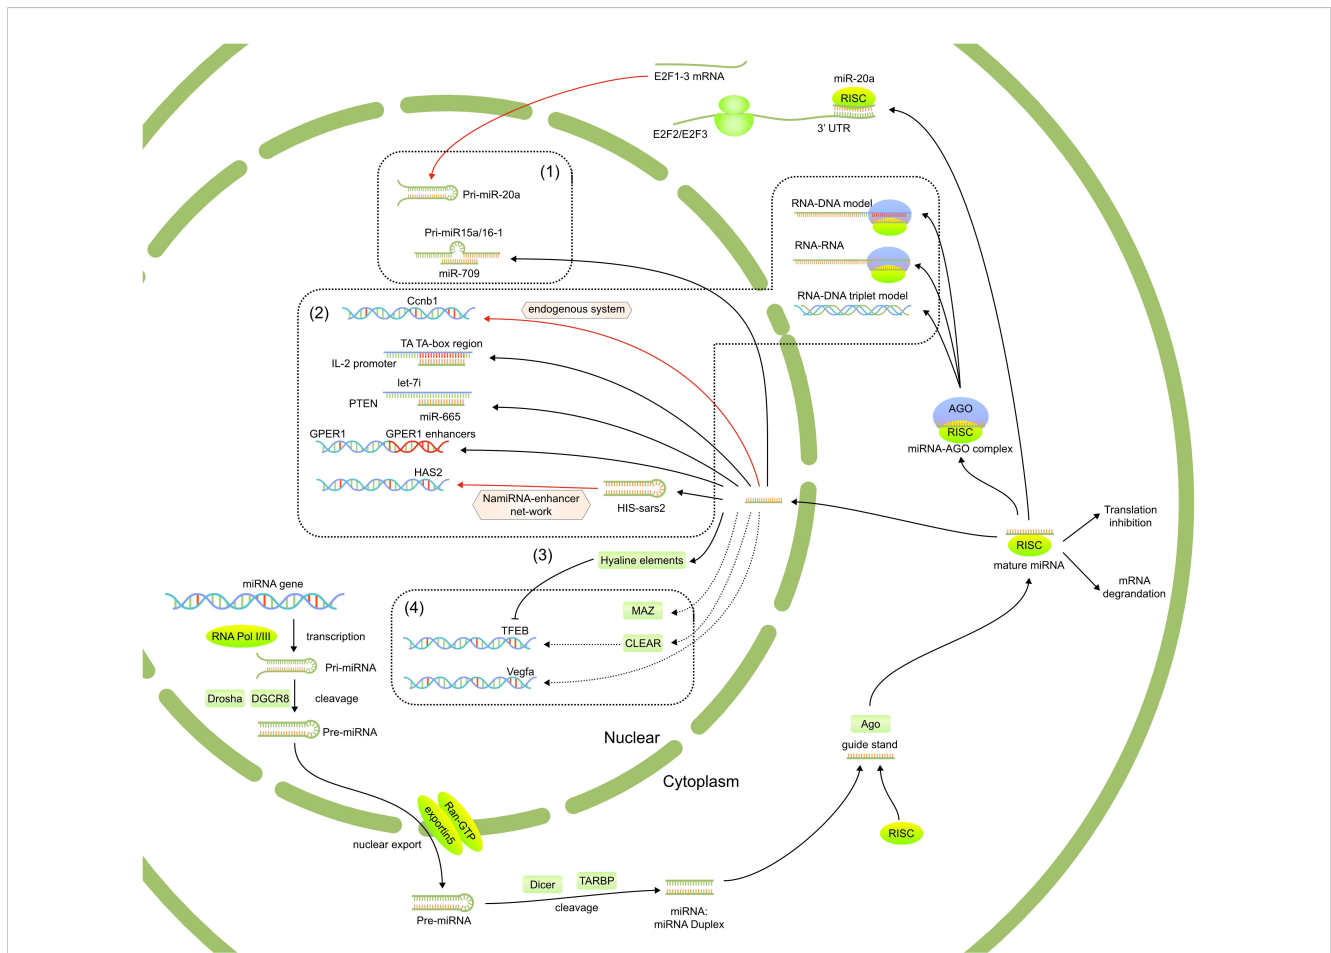 E2F1-3 mRNA
miR-20a
RISC
E2F2/E2F3
3' UTR
(1)
Pri-miR-20a
Pri-miR15a/16-1
miR-709
RNA-DNA model
RNA-RNA
RNA-DNA triplet model
(2)
Ccnb1
endogenous system
TA TA-box region
IL-2 promoter
let-7i
PTEN
miR-665
GPER1
GPER1 enhancers
HAS2
NamiRNA-enhancer
net-work
HIS-sars2
AGO
RISC
miRNA-AGO complex
Translation
inhibition
RISC
mature miRNA
mRNA
degrandation
(3)
Hyaline elements
(4)
MAZ
TFEB
CLEAR
Vegfa
miRNA gene
RNA Pol I/III
transcription
Pri-miRNA
Drosha
DGCR8
cleavage
Pre-miRNA
Nuclear
Cytoplasm
Ago
guide stand
RISC
exportin5
Ran-GTP
nuclear export
Pre-miRNA
Dicer
TARBP
cleavage
miRNA:
miRNA Duplex